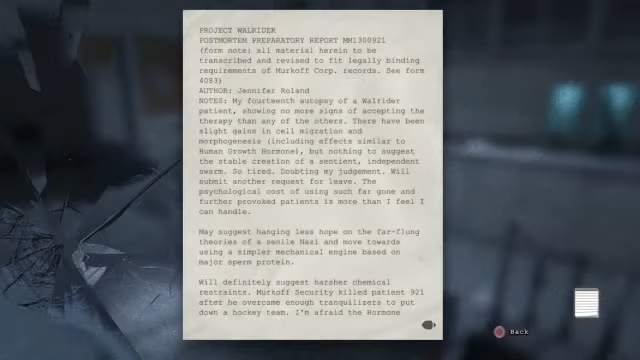 PROJECT WALRIDER
POSTMORTEM PREPARATORY REPORT MM1300921
(form note: all material herein to be
transcribed and revised to fit legally binding
requirements of Murkoff Corp. records. See form
4083)
AUTHOR: Jennifer Roland
NOTES: My fourteenth autopsy of a Walrider
patient, showing no more signs of accepting the
therapy than any of the others. There have been
slight gains in cell migration and
morphogenesis (including effects similar to
Human Growth Hormone), but nothing to suggest
the stable creation of a sentient, independent
swarm. So tired. Doubting my judgement. Will
submit another request for leave. The
psychological cost of using such far gone and
further provoked patients is more than I feel I
can handle.
May suggest hanging less hope on the far-flung
theories of a senile Nazi and move towards
using a simpler mechanical engine based on
major sperm protein.
Will definitely suggest harsher chemical
restraints. Murkoff Security killed patient 921
after he overcame enough tranquilizers to put
down a hockey team. I'm afraid the Hormone
Back